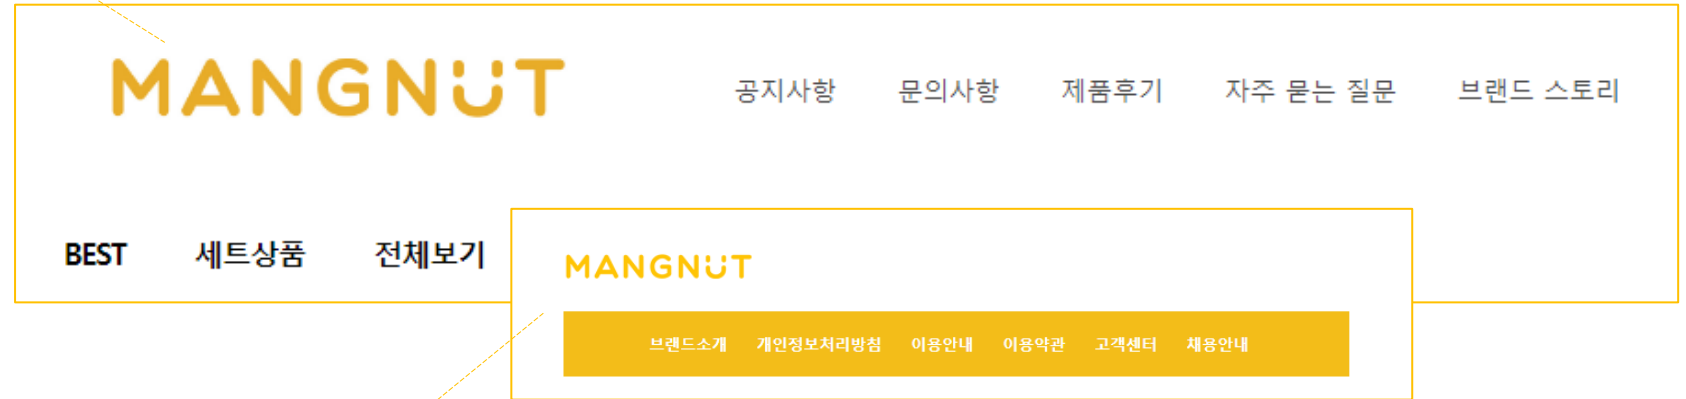 MANGNUT 공지사항 문의사항 제품후기 자주 묻는 질문 브랜드 스토리
BEST 세트상품 전체보기
MANGNUT
브랜드소개 개인정보처리방침 이용안내 이용약관 고객센터 채용안내